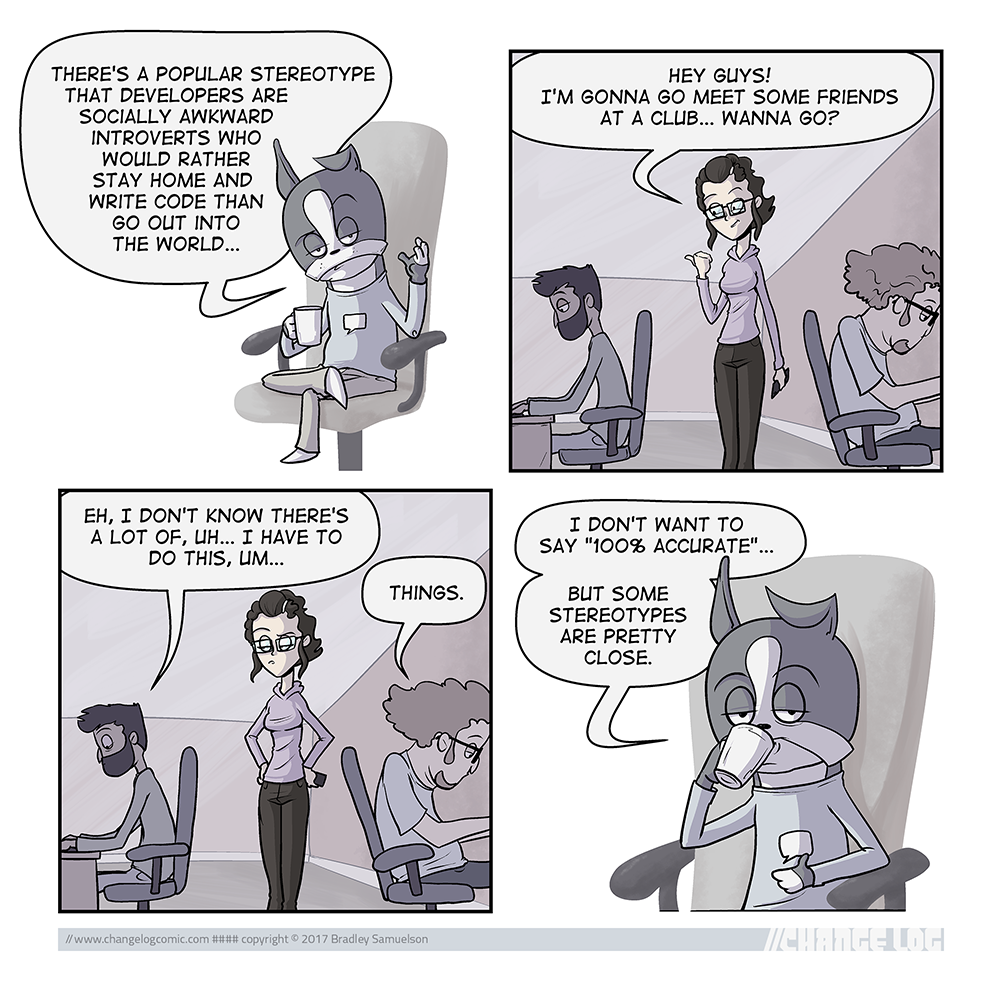 THERE'S A POPULAR STEREOTYPE
THAT DEVELOPERS ARE
SOCIALLY AWKWARD
INTROVERTS WHO
WOULD RATHER
STAY HOME AND
WRITE CODE THAN
GO OUT INTO
THE WORLD...
HEY GUYS!
I'M GONNA GO MEET SOME FRIENDS
AT A CLUB... WANNA GO?
EH, I DON'T KNOW THERE'S
A LOT OF, UH... I HAVE TO
DO THIS, UM...
THINGS.
I DON'T WANT TO
SAY "100% ACCURATE"...
BUT SOME
STEREOTYPES
ARE PRETTY
CLOSE.
//www.changelogcomic.com #### copyright © 2017 Bradley Samuelson
//CHANGE LOG